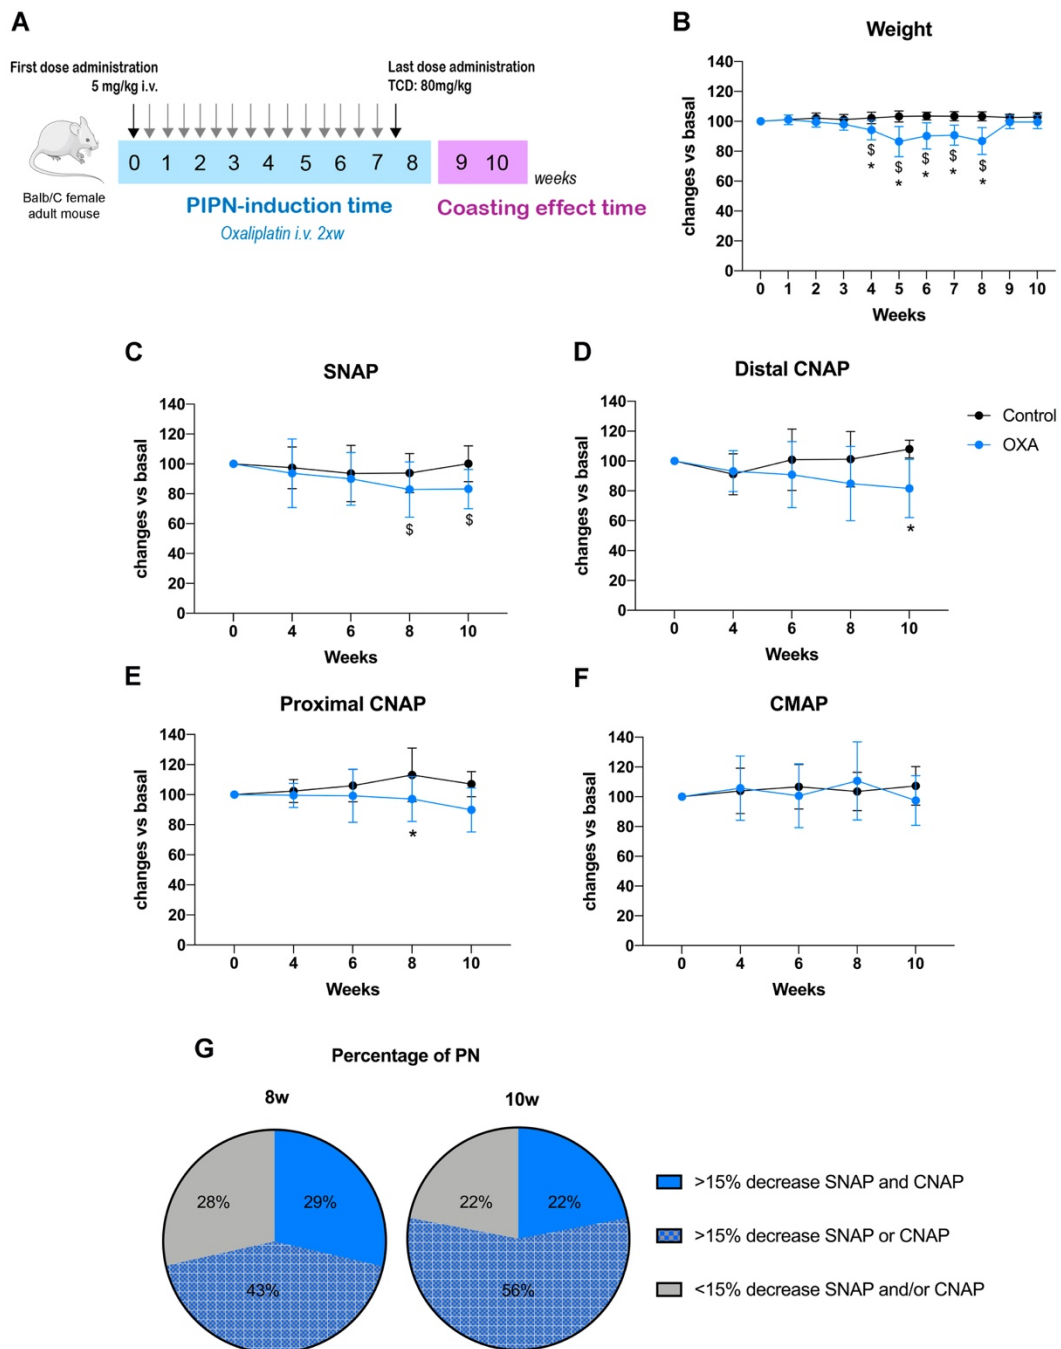 A
First dose administration
5 mg/kg i.v.
Last dose administration
TCD: 80mg/kg
0 1 2 3 4 5 6 7 8 9 10
weeks
Balb/C female
adult mouse
PIPN-induction time
Oxaliplatin i.v. 2xw
Coasting effect time
B
Weight
changes vs basal
140
120
100
80
60
40
20
0
$ $ $ $ $
* * * * *
0 1 2 3 4 5 6 7 8 9 10
Weeks
C
SNAP
changes vs basal
140
120
100
80
60
40
20
0
$ $
0 4 6 8 10
Weeks
D
Distal CNAP
changes vs basal
140
120
100
80
60
40
20
0
*
0 4 6 8 10
Weeks
Control
OXA
E
Proximal CNAP
changes vs basal
140
120
100
80
60
40
20
0
*
0 4 6 8 10
Weeks
F
CMAP
changes vs basal
140
120
100
80
60
40
20
0
0 4 6 8 10
Weeks
G
Percentage of PN
8w
28%
29%
43%
10w
22%
22%
56%
>15% decrease SNAP and CNAP
>15% decrease SNAP or CNAP
<15% decrease SNAP and/or CNAP